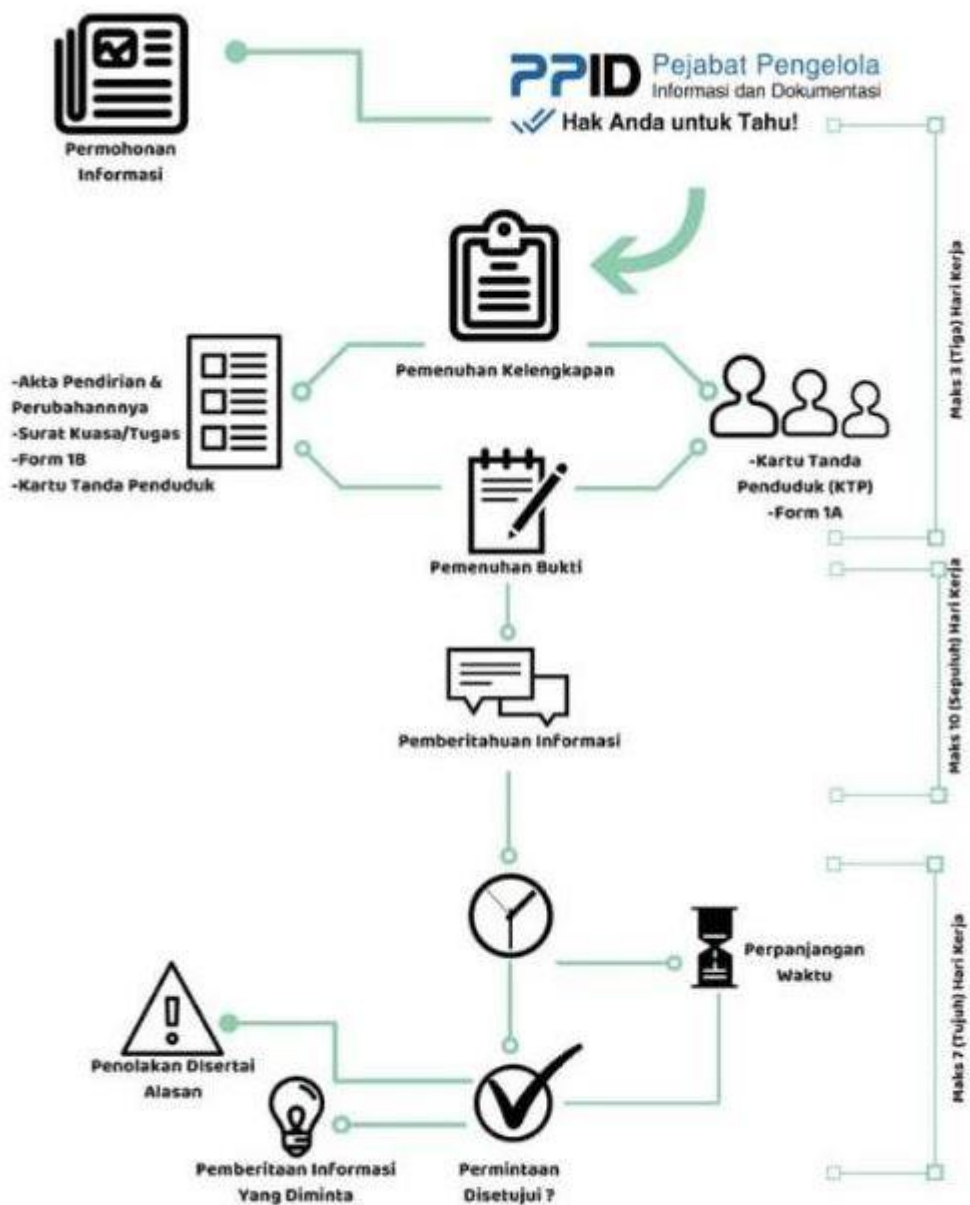 PPID Pejabat Pengelola
Informasi dan Dokumentasi
Hak Anda untuk Tahu!
Permohonan
Informasi
Pemenuhan Kelengkapan
-Akta Pendirian &
Perubahannnya
-Surat Kuasa/Tugas
-Form 1B
-Kartu Tanda Penduduk
-Kartu Tanda
Penduduk (KTP)
-Form 1A
Maks 3 (Tiga) Hari Kerja
Pemenuhan Bukti
Pemberitahuan Informasi
Maks 10 (Sepuluh) Hari Kerja
Perpanjangan
Waktu
Penolakan Disertai
Alasan
Pemberitaan Informasi
Yang Diminta
Permintaan
Disetujui ?
Maks 7 (Tujuh) Hari Kerja